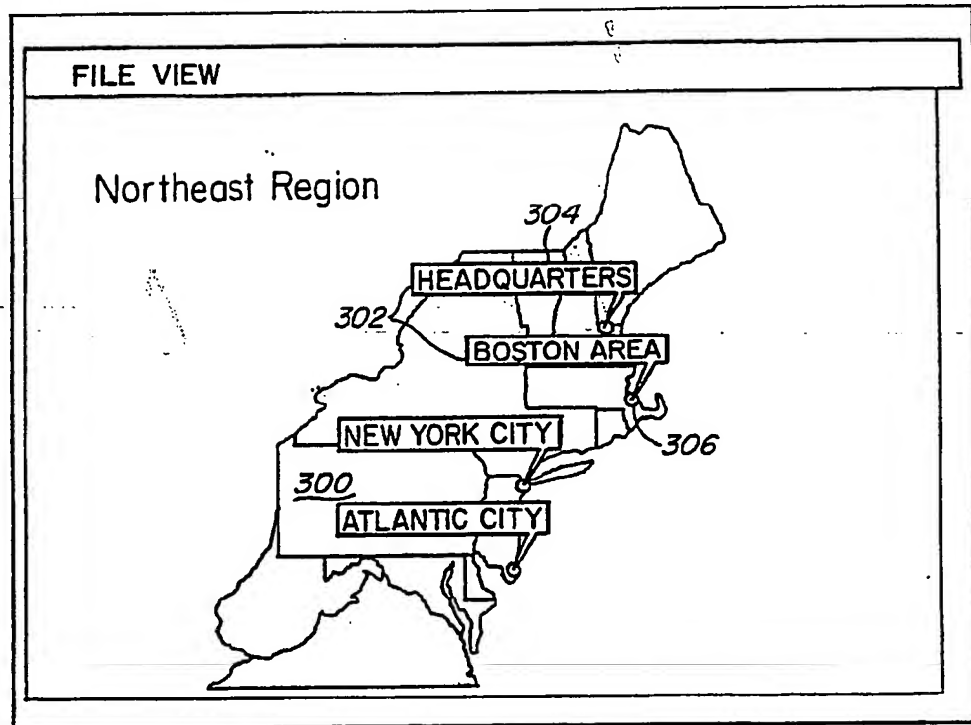 FILE VIEW
Northeast Region
304
HEADQUARTERS
302
BOSTON AREA
NEW YORK CITY
306
300
ATLANTIC CITY